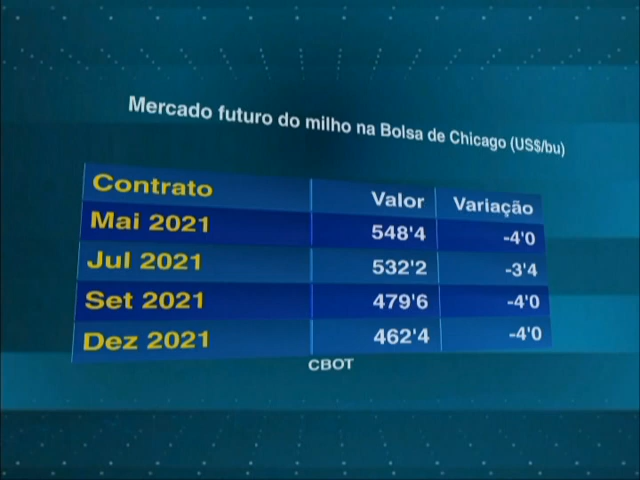 Mercado futuro do milho na Bolsa de Chicago (US$/bu)
Contrato Valor Variação
Mai 2021 548'4 -4'0
Jul 2021 532'2 -3'4
Set 2021 479'6 -4'0
Dez 2021 462'4 -4'0
CBOT